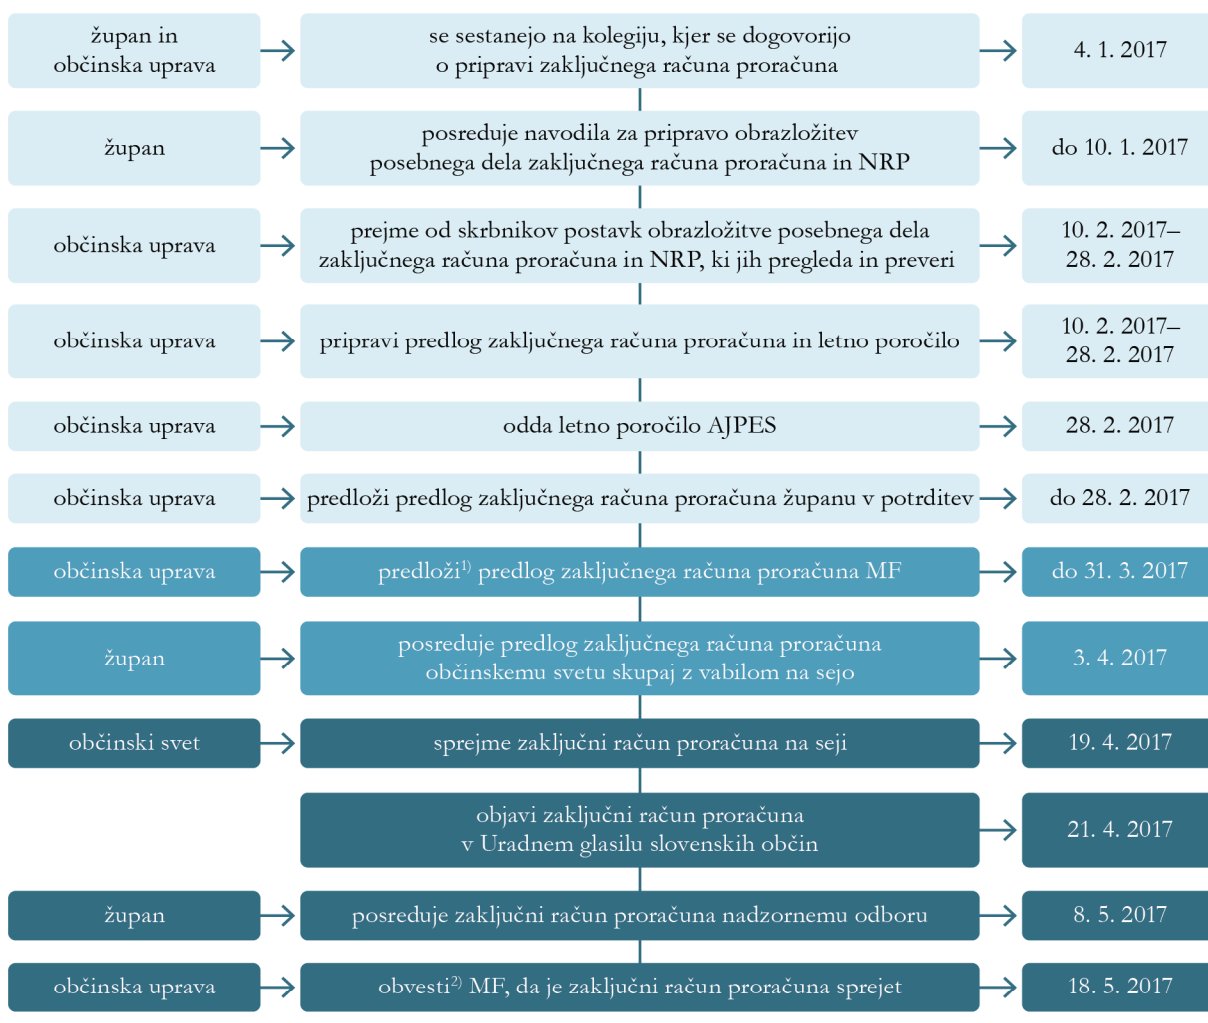 župan in
občinska uprava
se sestanejo na kolegiju, kjer se dogovorijo
o pripravi zaključnega računa proračuna
4. 1. 2017
župan
posreduje navodila za pripravo obrazložitev
posebnega dela zaključnega računa proračuna in NRP
do 10. 1. 2017
občinska uprava
prejme od skrbnikov postavk obrazložitve posebnega dela
zaključnega računa proračuna in NRP, ki jih pregleda in preveri
10. 2. 2017–
28. 2. 2017
občinska uprava
pripravi predlog zaključnega računa proračuna in letno poročilo
10. 2. 2017–
28. 2. 2017
občinska uprava
odda letno poročilo AJPES
28. 2. 2017
občinska uprava
predloži predlog zaključnega računa proračuna županu v potrditev
do 28. 2. 2017
občinska uprava
predloži¹⁾ predlog zaključnega računa proračuna MF
do 31. 3. 2017
župan
posreduje predlog zaključnega računa proračuna
občinskemu svetu skupaj z vabilom na sejo
3. 4. 2017
občinski svet
sprejme zaključni račun proračuna na seji
19. 4. 2017
objavi zaključni račun proračuna
v Uradnem glasilu slovenskih občin
21. 4. 2017
župan
posreduje zaključni račun proračuna nadzornemu odboru
8. 5. 2017
občinska uprava
obvesti²⁾ MF, da je zaključni račun proračuna sprejet
18. 5. 2017